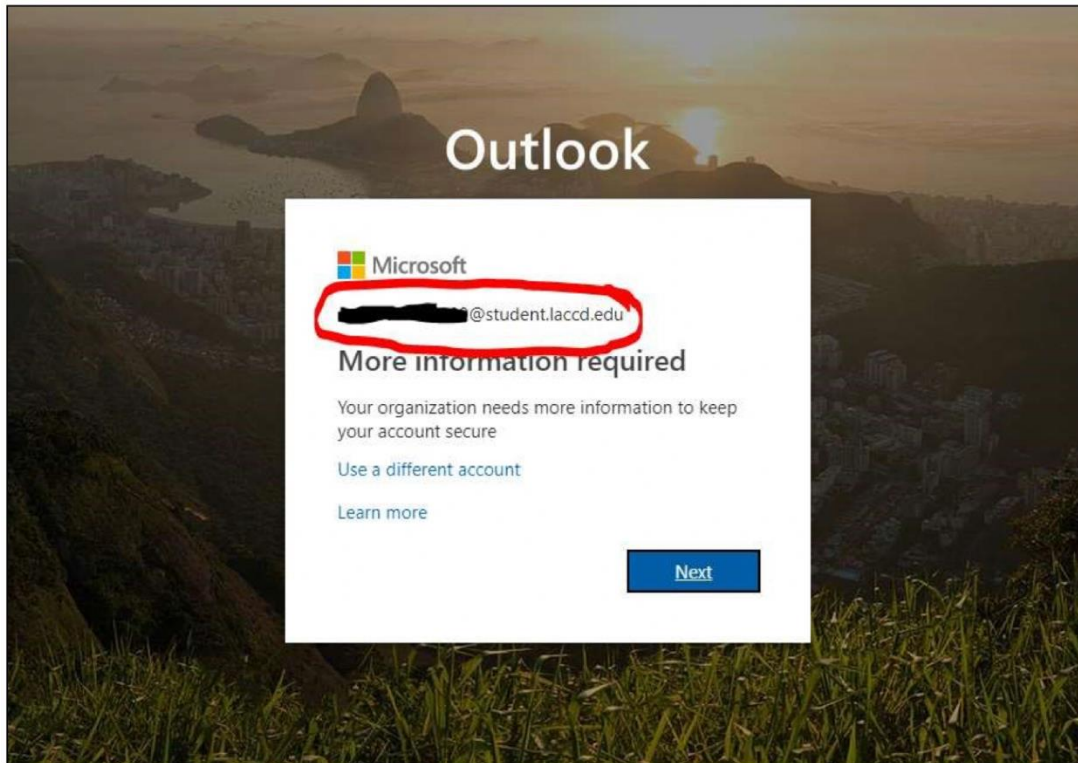 Outlook
Microsoft
@student.laccd.edu
More information required
Your organization needs more information to keep
your account secure
Use a different account
Learn more
Next